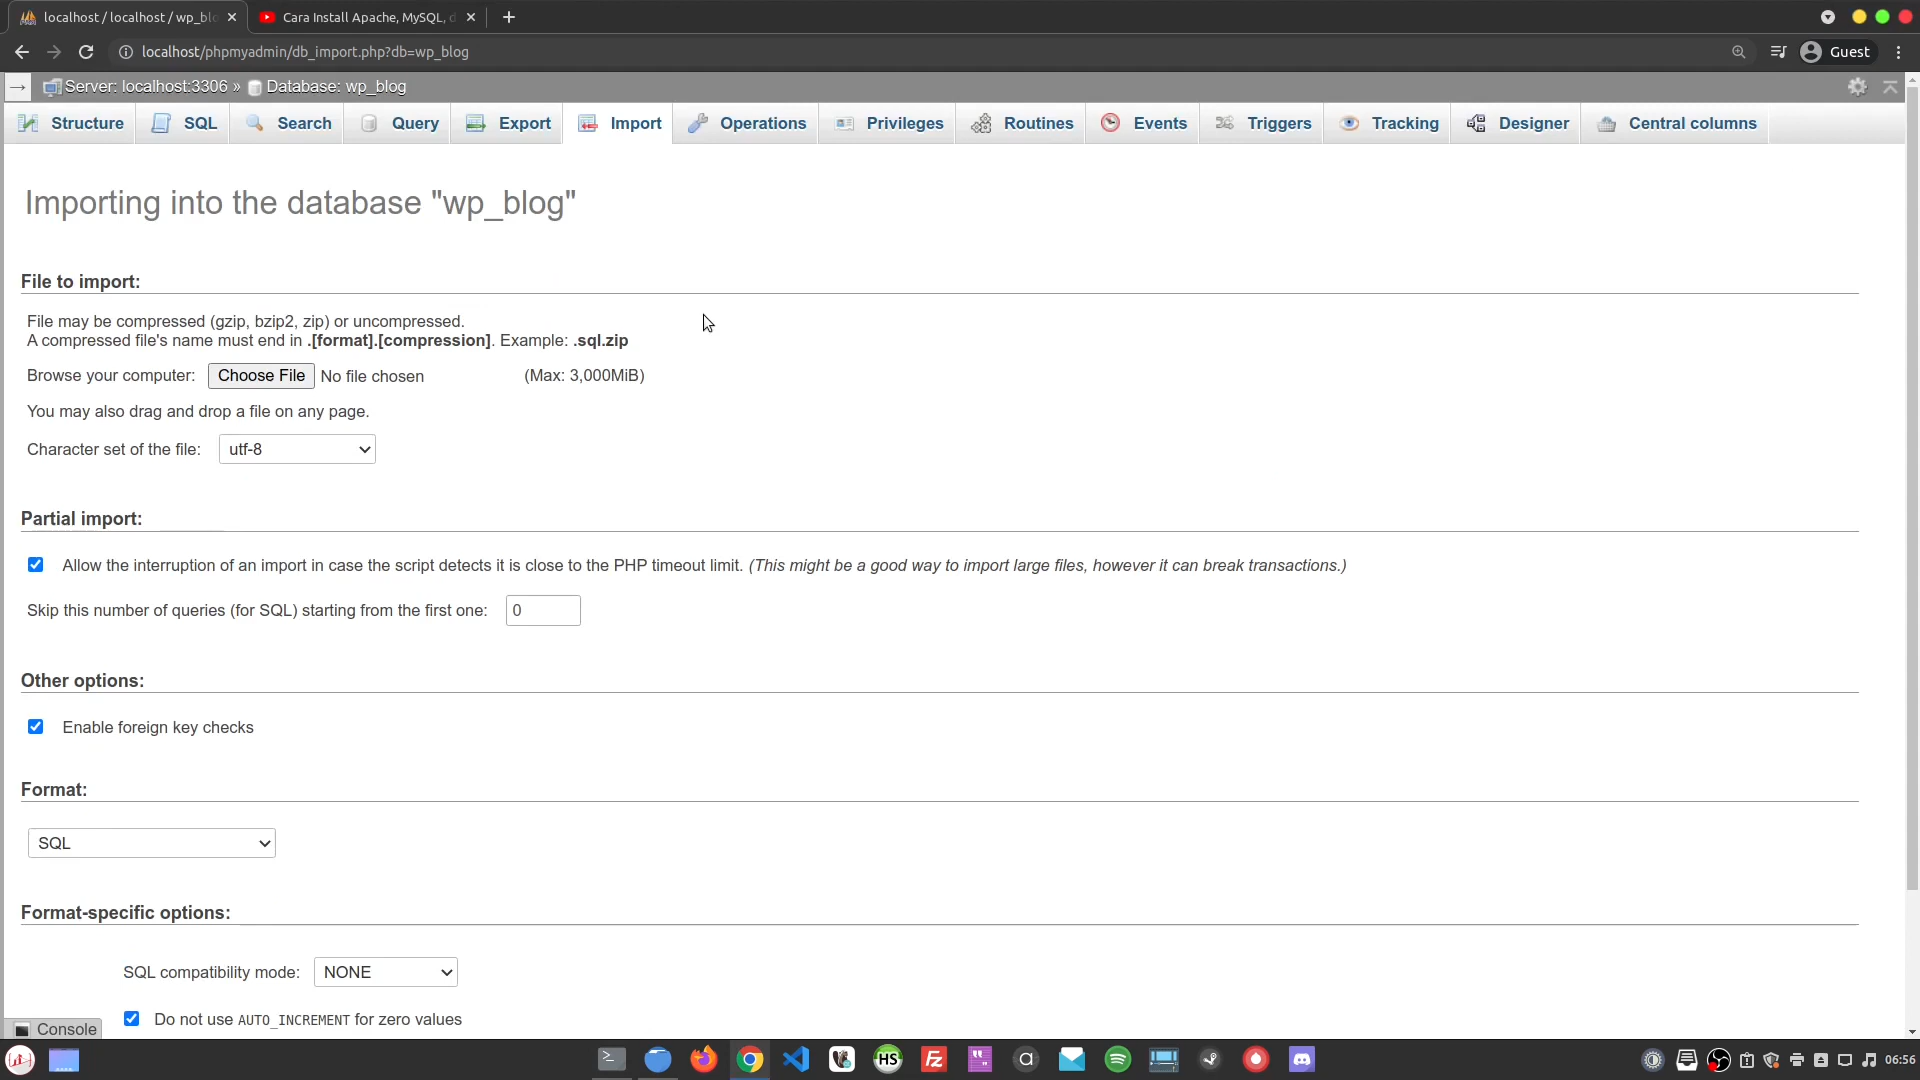 localhost / localhost / wp_blo
Cara Install Apache, MySQL, d
localhost/phpmyadmin/db_import.php?db=wp_blog
Guest
Server: localhost:3306 » Database: wp_blog
Structure SQL Search Query Export Import Operations Privileges Routines Events Triggers Tracking Designer Central columns
Importing into the database "wp_blog"
File to import:
File may be compressed (gzip, bzip2, zip) or uncompressed.
A compressed file's name must end in .[format].[compression]. Example: .sql.zip
Browse your computer: Choose File No file chosen (Max: 3,000MiB)
You may also drag and drop a file on any page.
Character set of the file: utf-8
Partial import:
Allow the interruption of an import in case the script detects it is close to the PHP timeout limit. (This might be a good way to import large files, however it can break transactions.)
Skip this number of queries (for SQL) starting from the first one: 0
Other options:
Enable foreign key checks
Format:
SQL
Format-specific options:
SQL compatibility mode: NONE
Do not use AUTO_INCREMENT for zero values
Console
HS
FZ
a
06:56